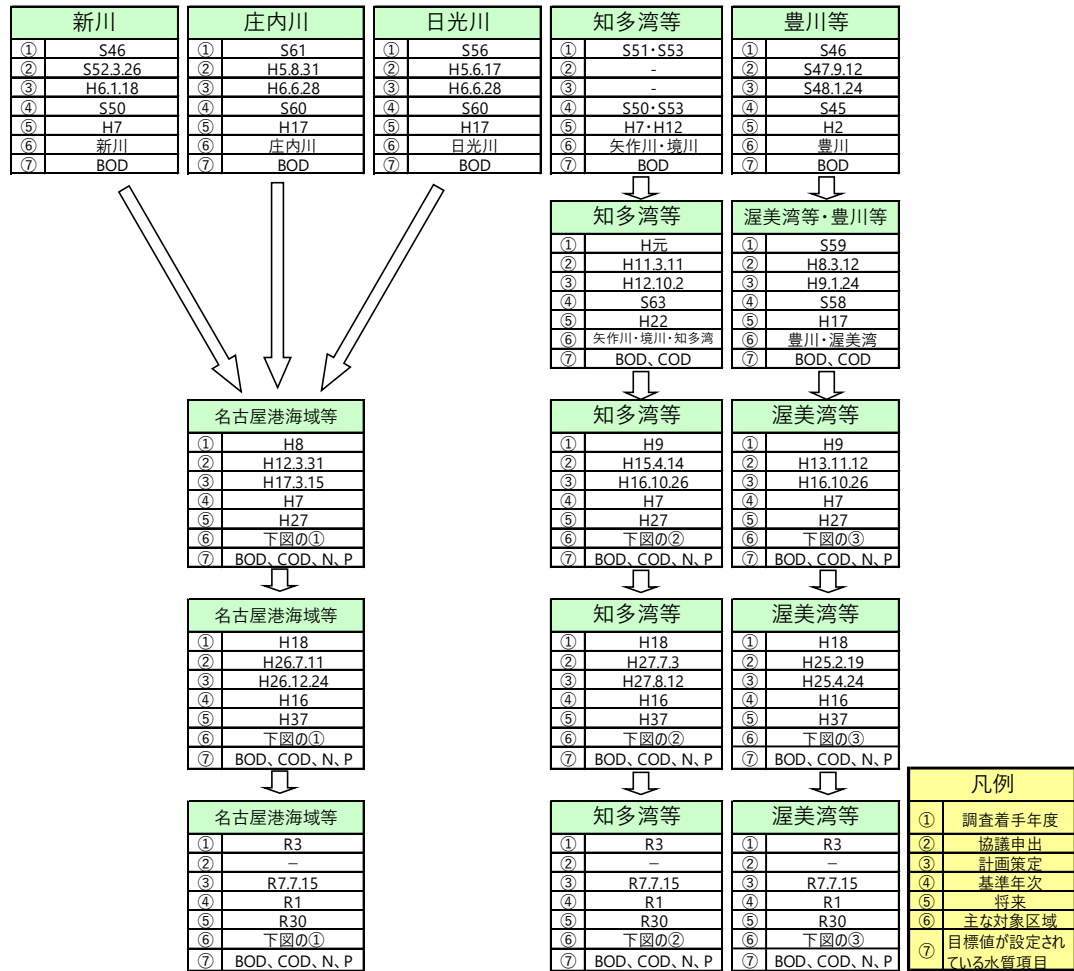 新川
① S46
② S52.3.26
③ H6.1.18
④ S50
⑤ H7
⑥ 新川
⑦ BOD
庄内川
① S61
② H5.8.31
③ H6.6.28
④ S60
⑤ H17
⑥ 庄内川
⑦ BOD
日光川
① S56
② H5.6.17
③ H6.6.28
④ S60
⑤ H17
⑥ 日光川
⑦ BOD
知多湾等
① S51・S53
② -
③ -
④ S50・S53
⑤ H7・H12
⑥ 矢作川・境川
⑦ BOD
豊川等
① S46
② S47.9.12
③ S48.1.24
④ S45
⑤ H2
⑥ 豊川
⑦ BOD
知多湾等
① H元
② H11.3.11
③ H12.10.2
④ S63
⑤ H22
⑥ 矢作川・境川・知多湾
⑦ BOD、COD
渥美湾等・豊川等
① S59
② H8.3.12
③ H9.1.24
④ S58
⑤ H17
⑥ 豊川・渥美湾
⑦ BOD、COD
名古屋港海域等
① H8
② H12.3.31
③ H17.3.15
④ H7
⑤ H27
⑥ 下図の①
⑦ BOD、COD、N、P
知多湾等
① H9
② H15.4.14
③ H16.10.26
④ H7
⑤ H27
⑥ 下図の②
⑦ BOD、COD、N、P
渥美湾等
① H9
② H13.11.12
③ H16.10.26
④ H7
⑤ H27
⑥ 下図の③
⑦ BOD、COD、N、P
名古屋港海域等
① H18
② H26.7.11
③ H26.12.24
④ H16
⑤ H37
⑥ 下図の①
⑦ BOD、COD、N、P
知多湾等
① H18
② H27.7.3
③ H27.8.12
④ H16
⑤ H37
⑥ 下図の②
⑦ BOD、COD、N、P
渥美湾等
① H18
② H25.2.19
③ H25.4.24
④ H16
⑤ H37
⑥ 下図の③
⑦ BOD、COD、N、P
名古屋港海域等
① R3
② －
③ R7.7.15
④ R1
⑤ R30
⑥ 下図の①
⑦ BOD、COD、N、P
知多湾等
① R3
② －
③ R7.7.15
④ R1
⑤ R30
⑥ 下図の②
⑦ BOD、COD、N、P
渥美湾等
① R3
② －
③ R7.7.15
④ R1
⑤ R30
⑥ 下図の③
⑦ BOD、COD、N、P
凡例
① 調査着手年度
② 協議申出
③ 計画策定
④ 基準年次
⑤ 将来
⑥ 主な対象区域
⑦ 目標値が設定され
ている水質項目